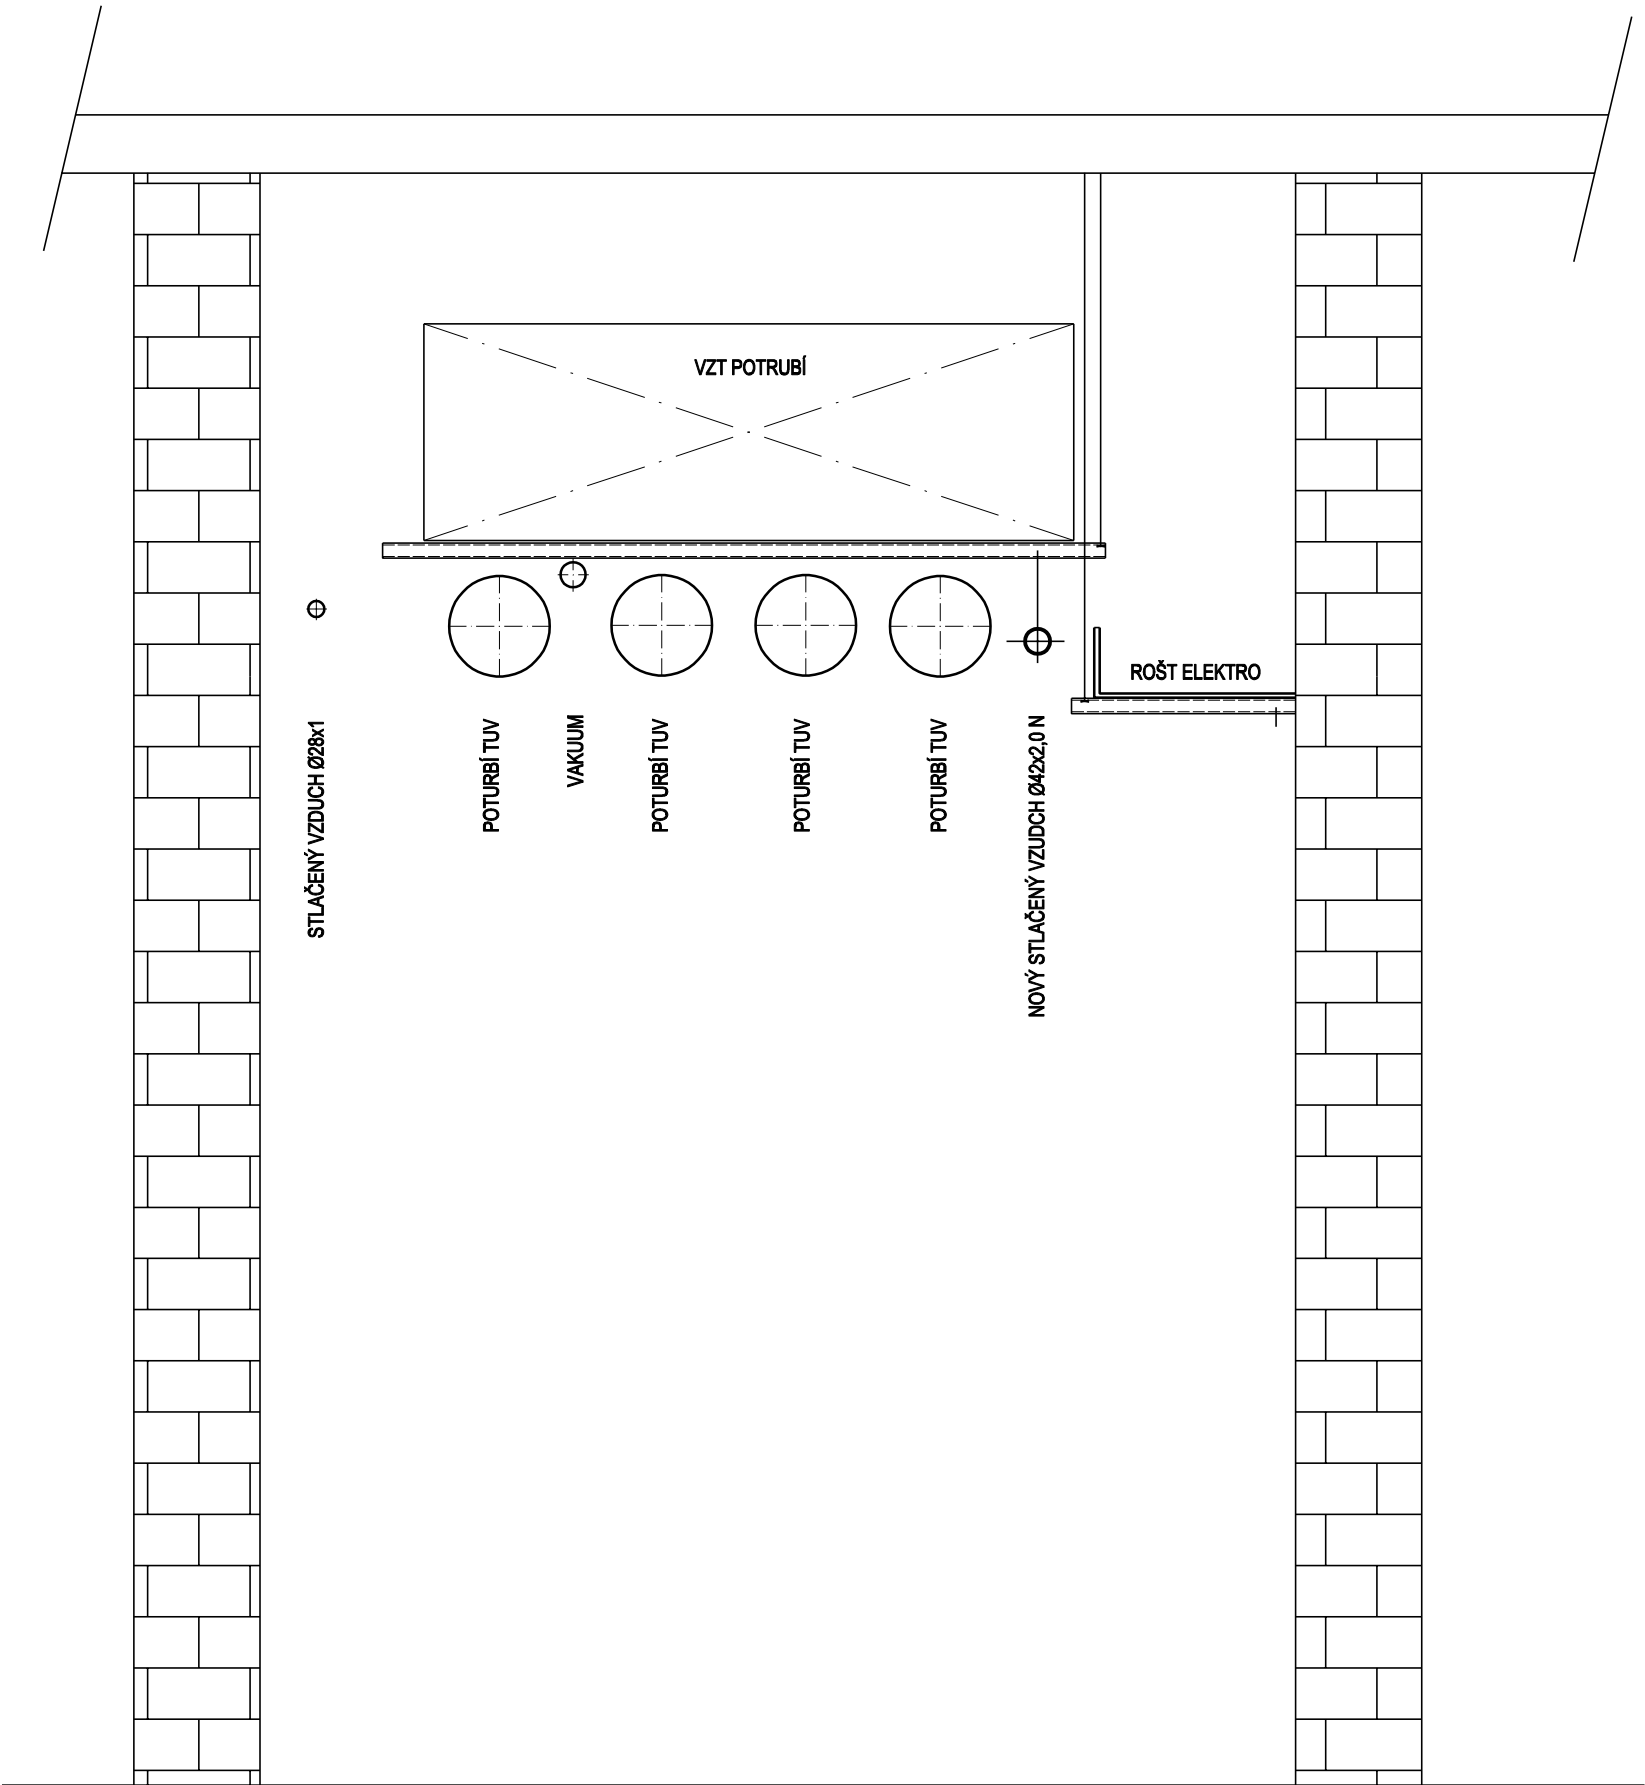 VZT POTRUBÍ
ROŠT ELEKTRO
STLAČENÝ VZDUCH Ø28x1
POTURBÍ TUV
VAKUUM
POTURBÍ TUV
POTURBÍ TUV
POTURBÍ TUV
NOVÝ STLAČENÝ VZUDCH Ø42x2,0 N